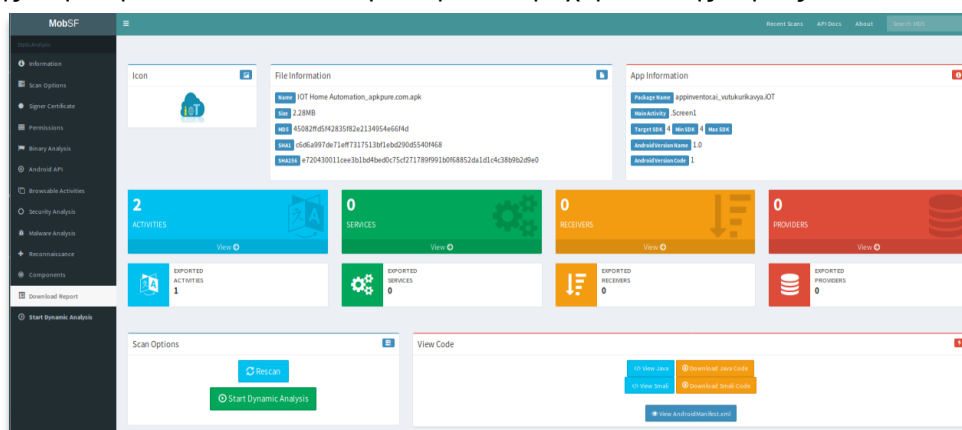 MobSF
Recent Scans API Docs About Search MD5
Static Analysis
Information
Scan Options
Signer Certificate
Permissions
Binary Analysis
Android API
Browsable Activities
Security Analysis
Malware Analysis
Reconnaissance
Components
Download Report
Start Dynamic Analysis
Icon
IoT
File Information
Name IOT Home Automation_apkpure.com.apk
Size 2.28MB
MD5 45082ffd5f42835f82e2134954e66f4d
SHA1 c6d6a997de71eff7317513bf1ebd290d5540f468
SHA256 e720430011cee3b1bd4bed0c75cf271789f991b0f68852da1d1c4c38b9b2d9e0
App Information
Package Name appinventor.ai_vutukurikavya.iOT
Main Activity .Screen1
Target SDK 4 Min SDK 4 Max SDK
Android Version Name 1.0
Android Version Code 1
2
ACTIVITIES
View
0
SERVICES
View
0
RECEIVERS
View
0
PROVIDERS
View
EXPORTED
ACTIVITIES
1
EXPORTED
SERVICES
0
EXPORTED
RECEIVERS
0
EXPORTED
PROVIDERS
0
Scan Options
Rescan
Start Dynamic Analysis
View Code
View Java Download Java Code
View Smali Download Smali Code
View AndroidManifest.xml